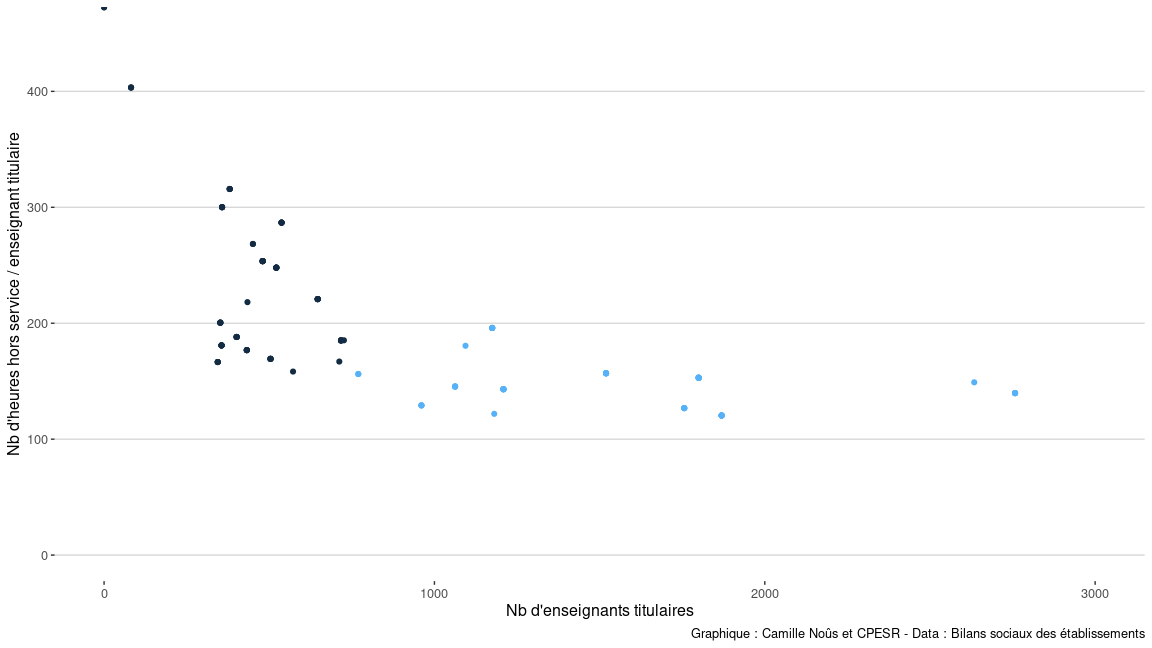 400
300
200
100
0
Nb d'heures hors service / enseignant titulaire
0 1000 2000 3000
Nb d'enseignants titulaires
Graphique : Camille Noûs et CPESR - Data : Bilans sociaux des établissements